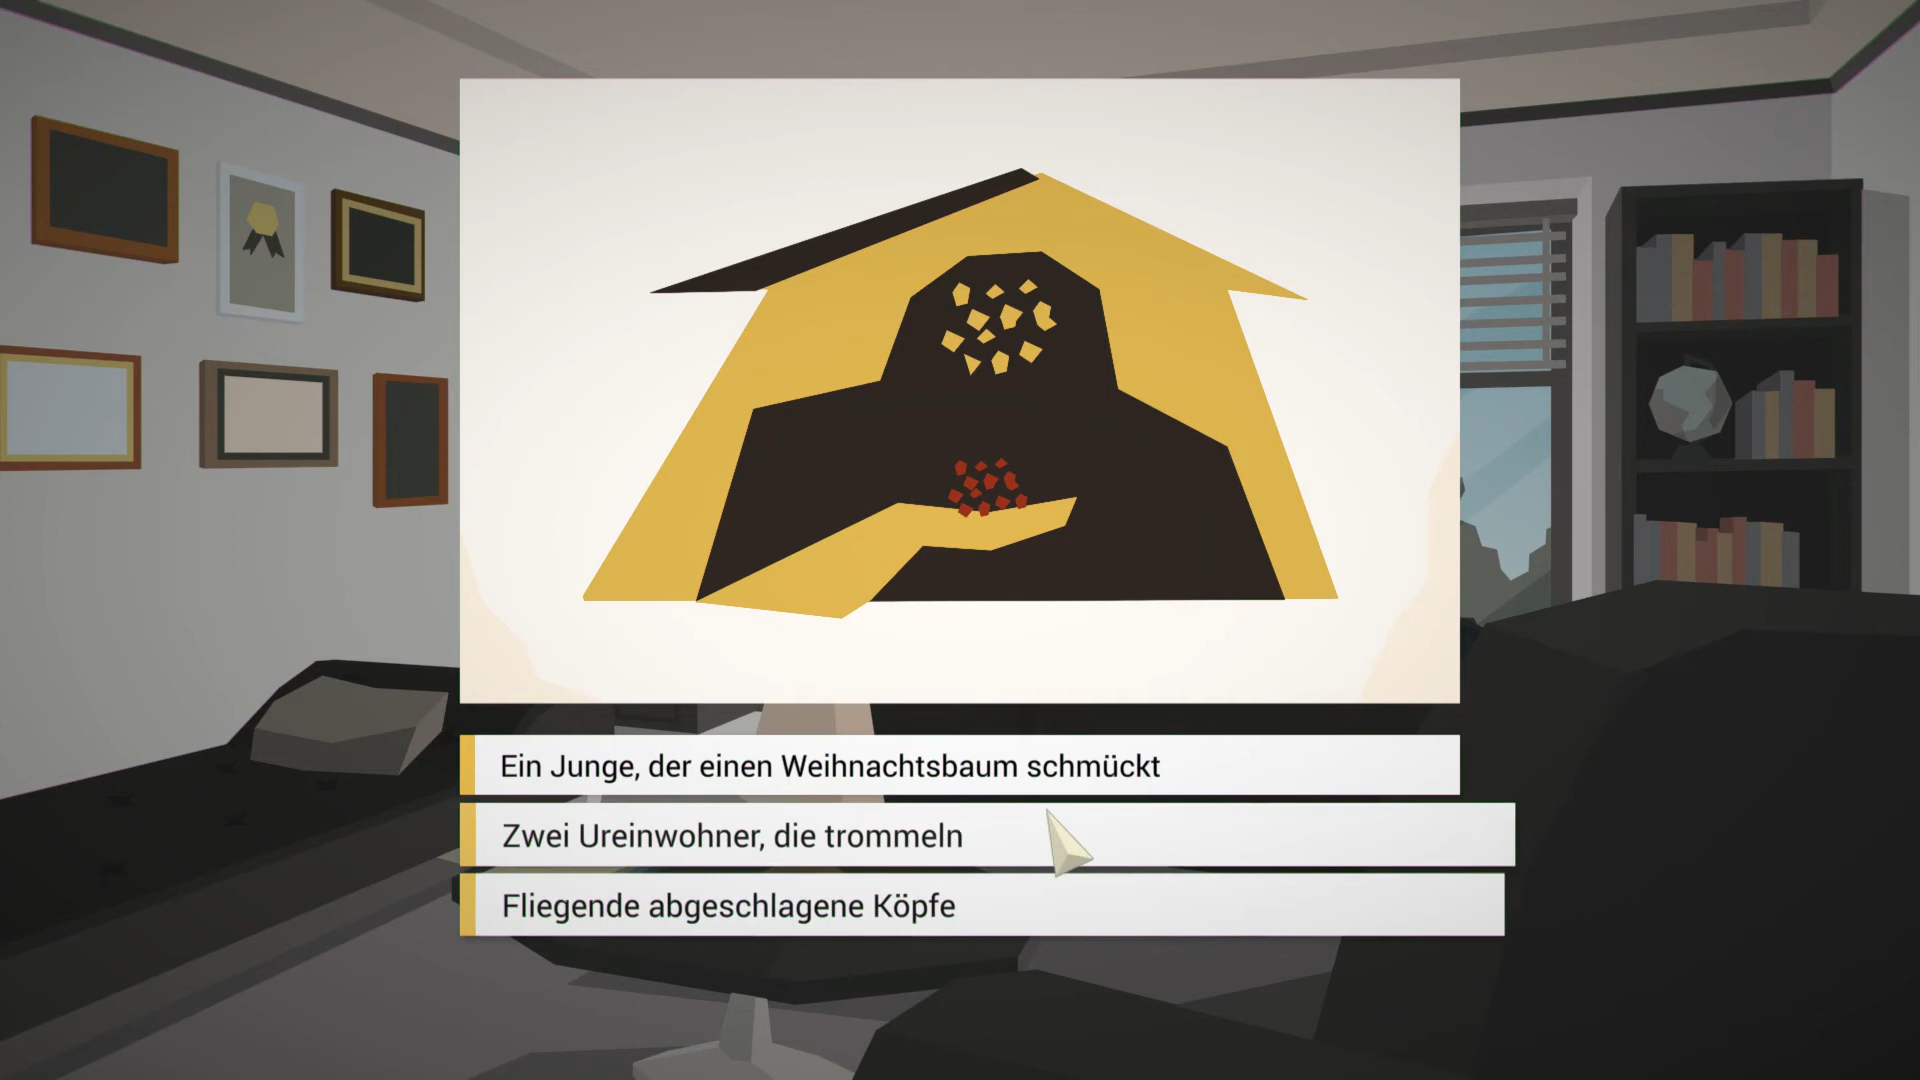 Ein Junge, der einen Weihnachtsbaum schmückt
Zwei Ureinwohner, die trommeln
Fliegende abgeschlagene Köpfe